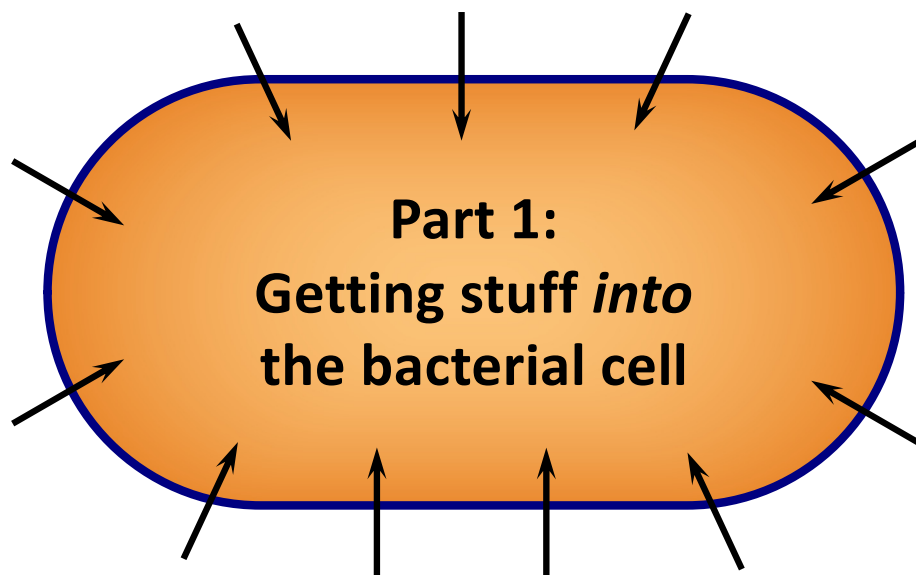 Part 1:
Getting stuff into
the bacterial cell